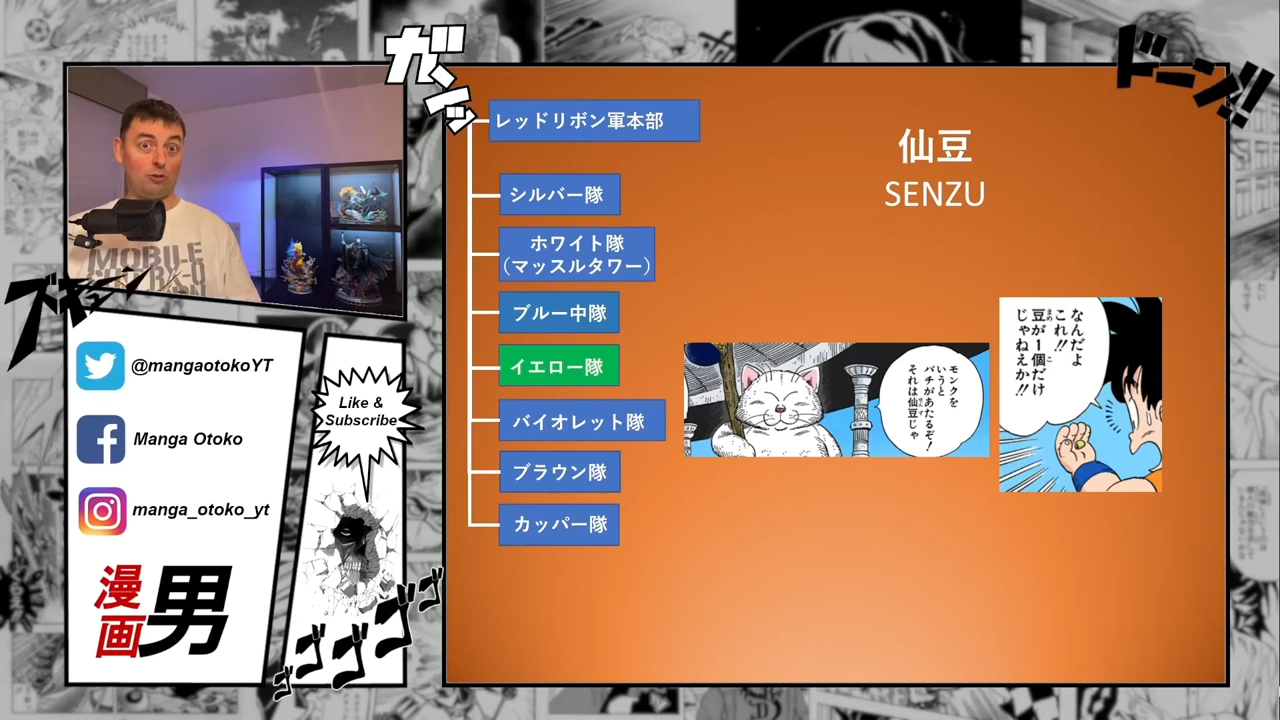 ガーッ
ドーン!!
レッドリボン軍本部
シルバー隊
ホワイト隊
(マッスルタワー)
ブルー中隊
イエロー隊
バイオレット隊
ブラウン隊
カッパー隊
仙豆
SENZU
モンクを
いうと
バチがあたるぞ!
それは仙豆じゃ
なんだよ
これ!!
豆が1個だけ
じゃねえか!!
MOBILE
@mangaotokoYT
Manga Otoko
manga_otoko_yt
Like &
Subscribe
漫画男
ゴゴゴゴ